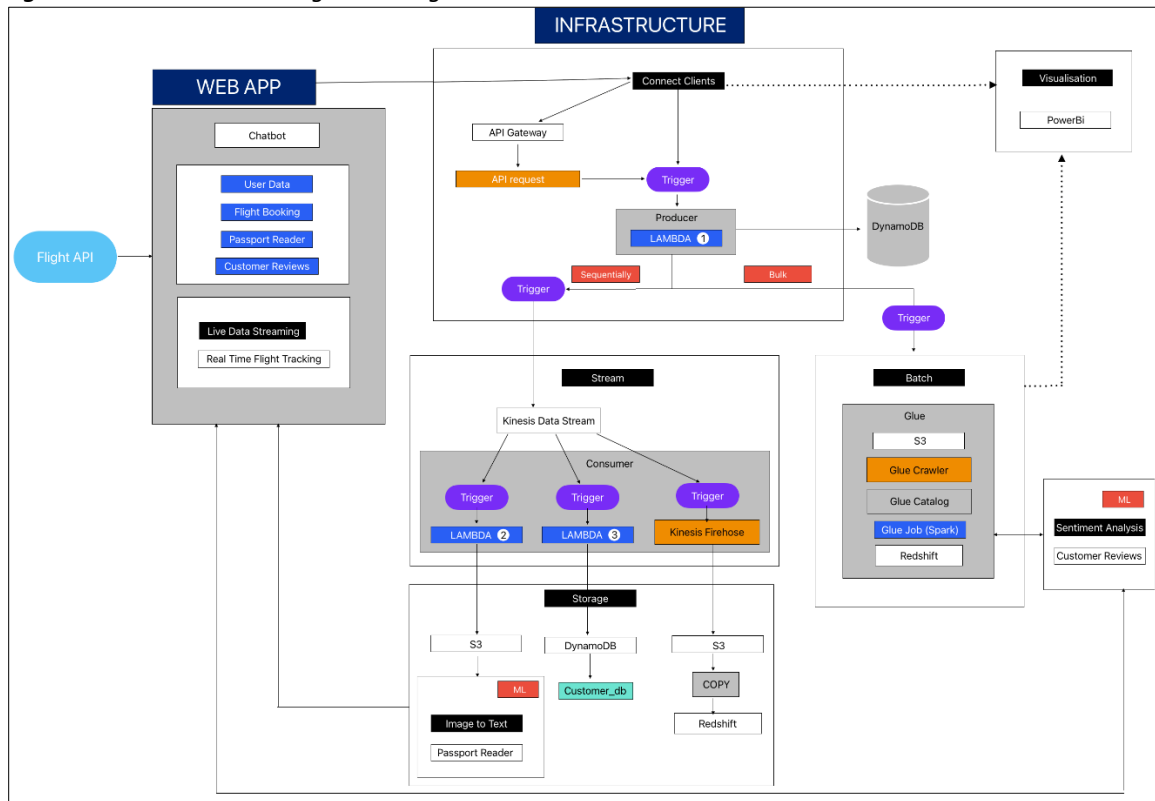 INFRASTRUCTURE
WEB APP
Connect Clients
Visualisation
PowerBi
Chatbot
API Gateway
API request
Trigger
User Data
Flight Booking
Passport Reader
Customer Reviews
Flight API
Producer
LAMBDA 1
DynamoDB
Sequentially
Bulk
Trigger
Trigger
Live Data Streaming
Real Time Flight Tracking
Stream
Kinesis Data Stream
Consumer
Trigger
Trigger
Trigger
LAMBDA 2
LAMBDA 3
Kinesis Firehose
Batch
Glue
S3
Glue Crawler
Glue Catalog
Glue Job (Spark)
Redshift
ML
Sentiment Analysis
Customer Reviews
Storage
S3
DynamoDB
S3
ML
Customer_db
COPY
Image to Text
Redshift
Passport Reader